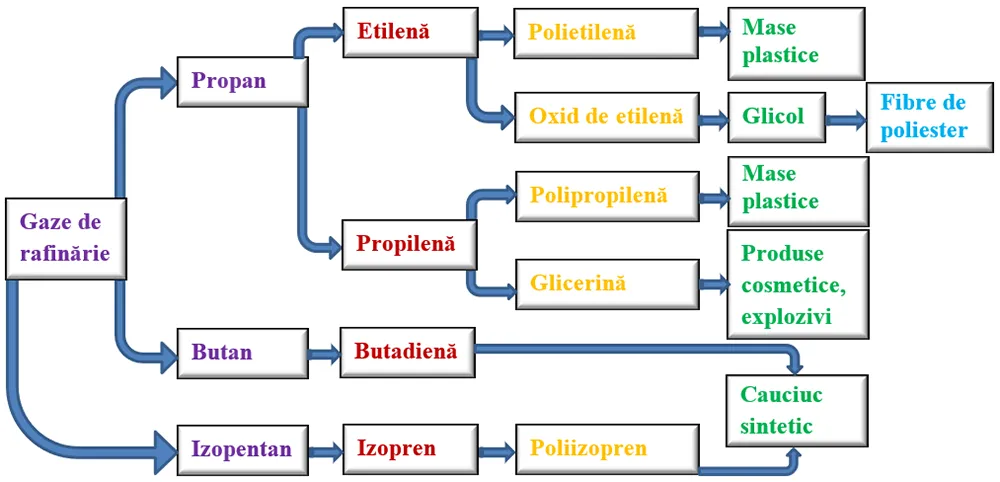 Etilenă
Polietilenă
Mase
plastice
Propan
Oxid de etilenă
Glicol
Fibre de
poliester
Gaze de
rafinărie
Propilenă
Polipropilenă
Mase
plastice
Glicerină
Produse
cosmetice,
explozivi
Butan
Butadienă
Cauciuc
sintetic
Izopentan
Izopren
Poliizopren